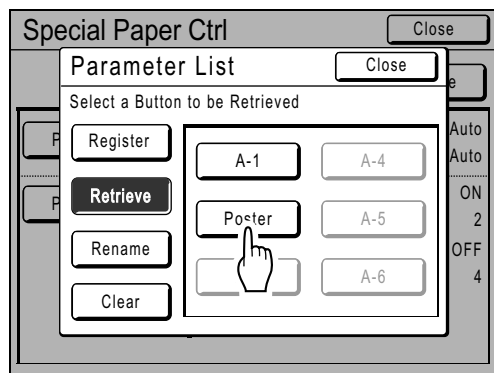 Special Paper Ctrl
Close
Parameter List
Close
e
Select a Button to be Retrieved
P
Register
A-1
A-4
Auto
Auto
P
Retrieve
Poster
A-5
ON
2
Rename
OFF
A-6
4
Clear